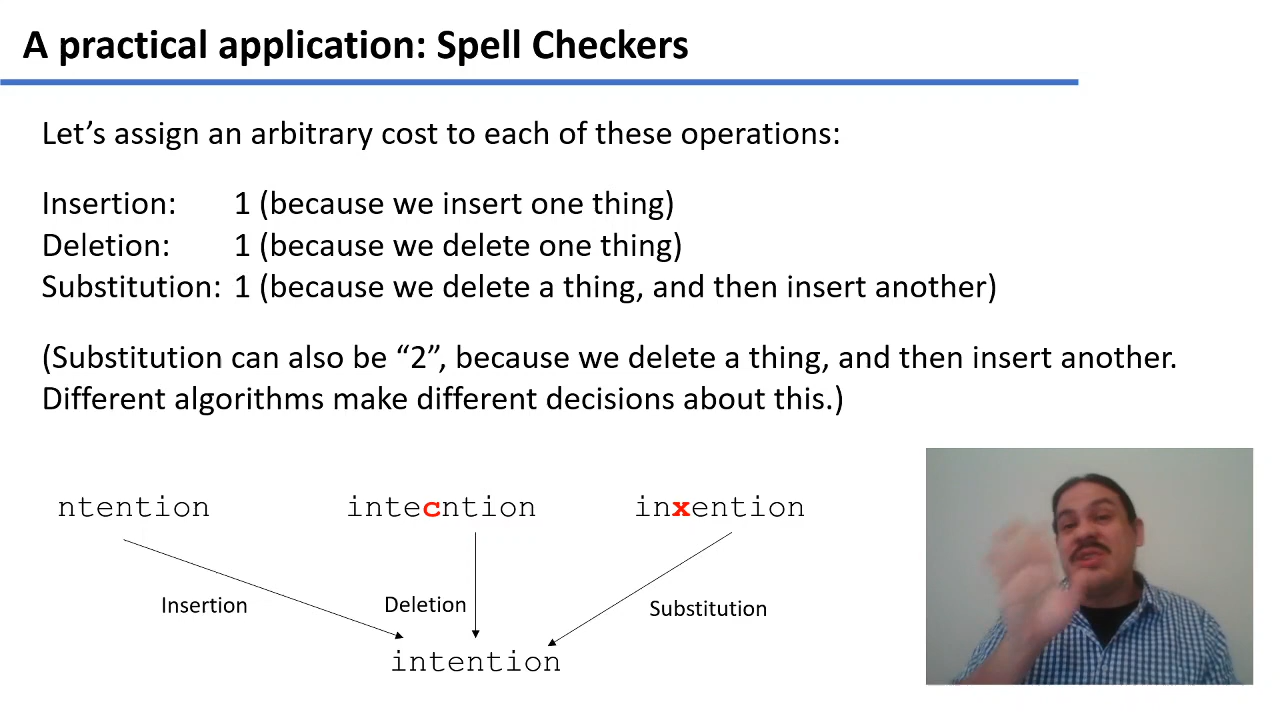 A practical application: Spell Checkers
Let’s assign an arbitrary cost to each of these operations:
Insertion: 1 (because we insert one thing)
Deletion: 1 (because we delete one thing)
Substitution: 1 (because we delete a thing, and then insert another)
(Substitution can also be “2”, because we delete a thing, and then insert another.
Different algorithms make different decisions about this.)
ntention intecntion inxention
Insertion Deletion Substitution
intention